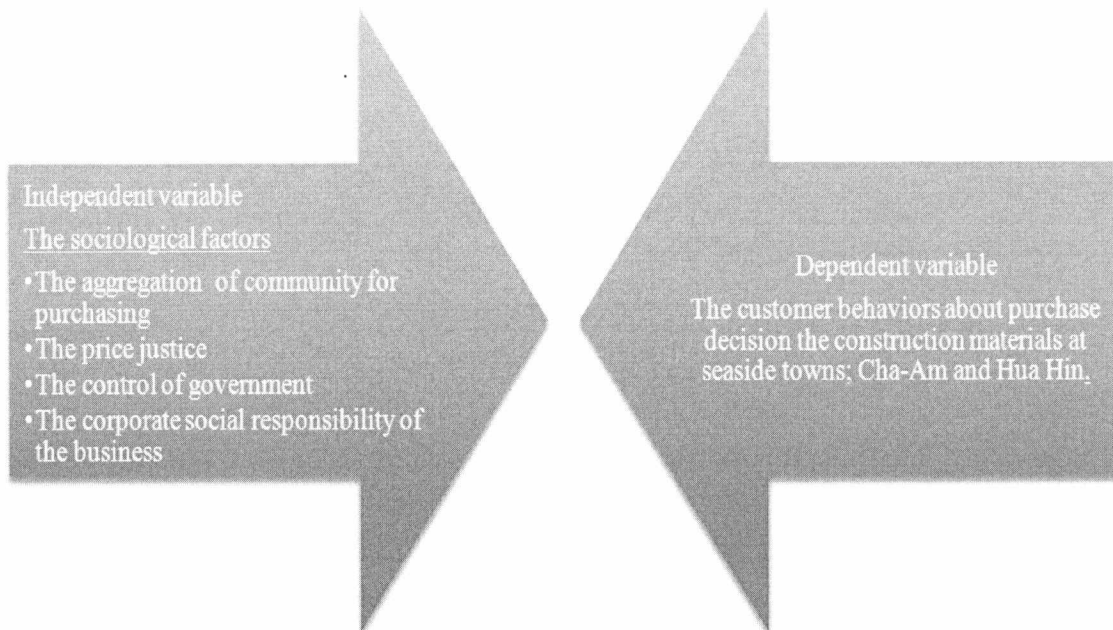 Independent variable
The sociological factors
•The aggregation of community for
purchasing
•The price justice
•The control of government
•The corporate social responsibility of
the business
Dependent variable
The customer behaviors about purchase
decision the construction materials at
seaside towns; Cha-Am and Hua Hin.